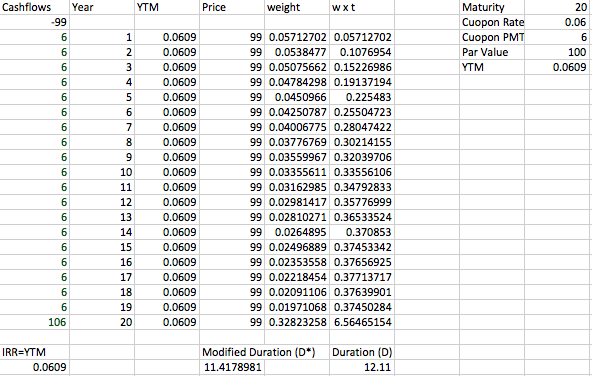 Cashflows Year YTM Price weight w x t Maturity 20
-99 Cuopon Rate 0.06
6 1 0.0609 99 0.05712702 0.05712702 Cuopon PMT 6
6 2 0.0609 99 0.0538477 0.1076954 Par Value 100
6 3 0.0609 99 0.05075662 0.15226986 YTM 0.0609
6 4 0.0609 99 0.04784298 0.19137194
6 5 0.0609 99 0.0450966 0.225483
6 6 0.0609 99 0.04250787 0.25504723
6 7 0.0609 99 0.04006775 0.28047422
6 8 0.0609 99 0.03776769 0.30214155
6 9 0.0609 99 0.03559967 0.32039706
6 10 0.0609 99 0.03355611 0.33556106
6 11 0.0609 99 0.03162985 0.34792833
6 12 0.0609 99 0.02981417 0.35776999
6 13 0.0609 99 0.02810271 0.36533524
6 14 0.0609 99 0.0264895 0.370853
6 15 0.0609 99 0.02496889 0.37453342
6 16 0.0609 99 0.02353558 0.37656925
6 17 0.0609 99 0.02218454 0.37713717
6 18 0.0609 99 0.02091106 0.37639901
6 19 0.0609 99 0.01971068 0.37450284
106 20 0.0609 99 0.32823258 6.56465154
IRR=YTM Modified Duration (D*) Duration (D)
0.0609 11.4178981 12.11